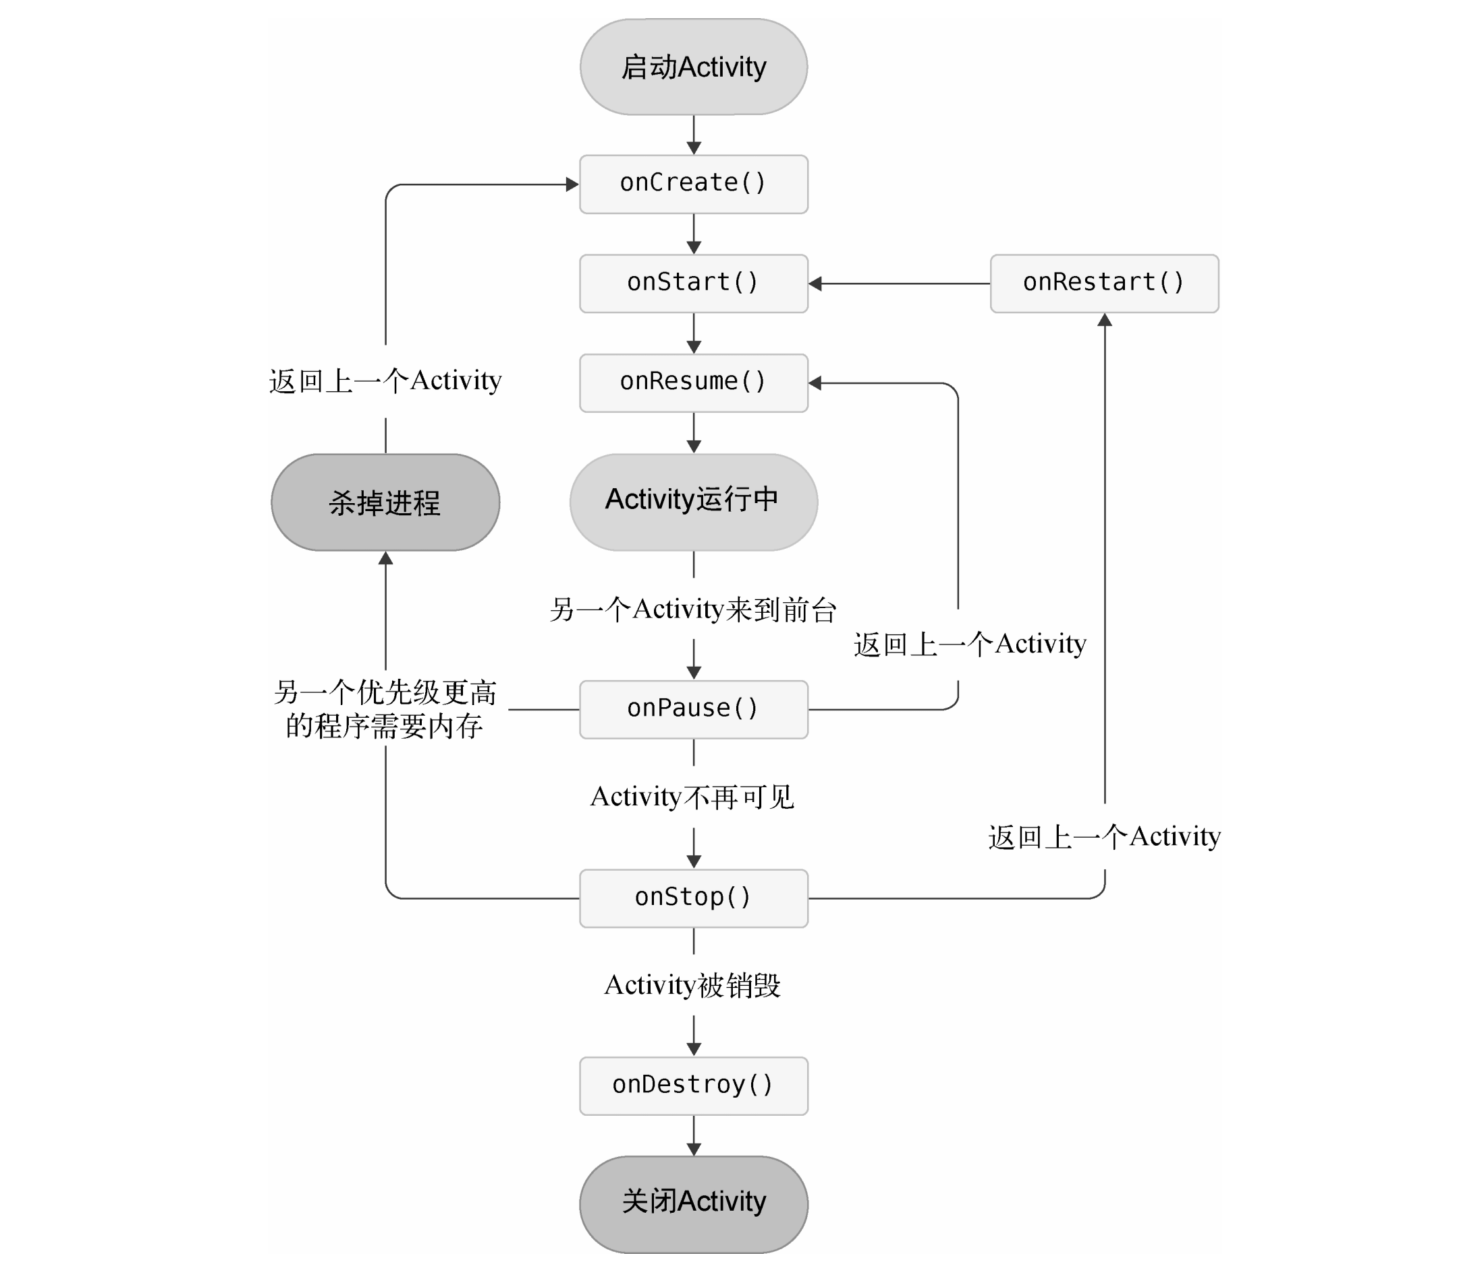 启动Activity
onCreate()
onStart()
onRestart()
返回上一个Activity
onResume()
杀掉进程
Activity运行中
另一个Activity来到前台
返回上一个Activity
另一个优先级更高
的程序需要内存
onPause()
Activity不再可见
返回上一个Activity
onStop()
Activity被销毁
onDestroy()
关闭Activity